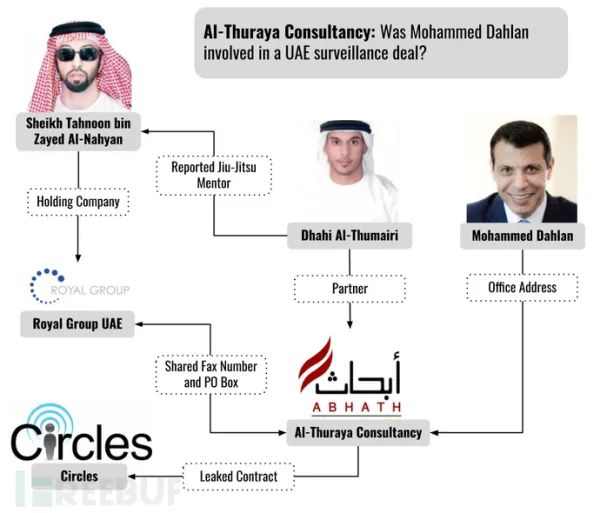 Al-Thuraya Consultancy: Was Mohammed Dahlan
involved in a UAE surveillance deal?
Sheikh Tahnoon bin
Zayed Al-Nahyan
Reported Jiu-Jitsu
Mentor
Holding Company
Dhahi Al-Thumairi
Mohammed Dahlan
Partner
Office Address
ROYAL GROUP
Royal Group UAE
Shared Fax Number
and PO Box
أبحاث
ABHATH
Al-Thuraya Consultancy
Circles
Circles
Leaked Contract
FREEBUF